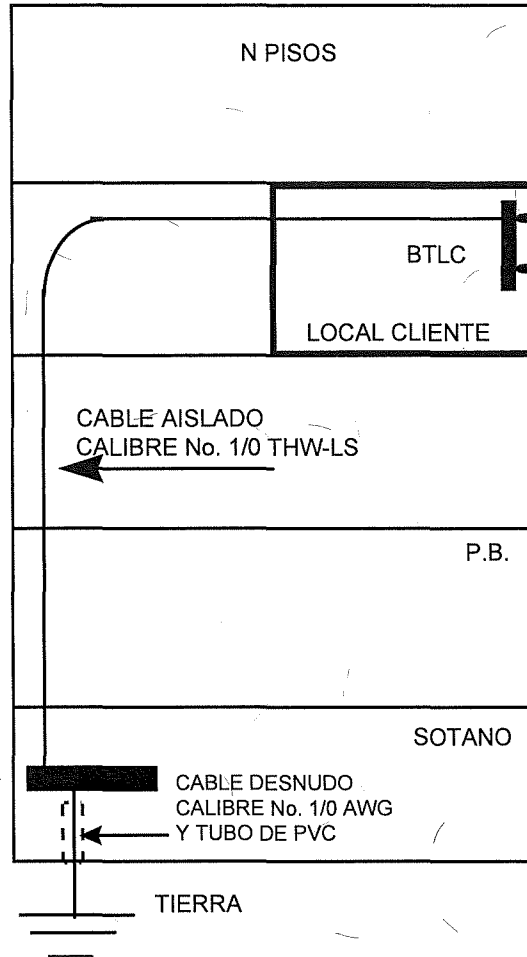 N PISOS
BTLC
LOCAL CLIENTE
CABLE AISLADO
CALIBRE No. 1/0 THW-LS
P.B.
SOTANO
CABLE DESNUDO
CALIBRE No. 1/0 AWG
Y TUBO DE PVC
TIERRA